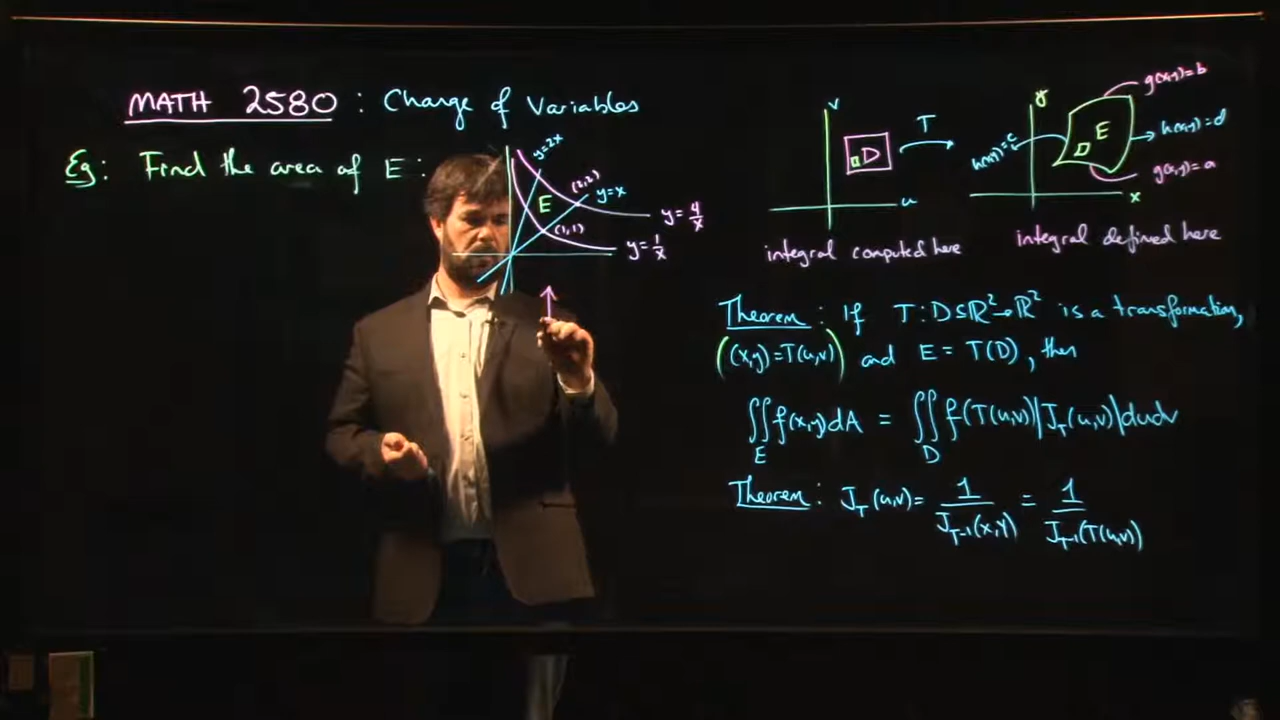 MATH 2580 : Change of Variables
Eg: Find the area of E :
y=2x
(2,2)
y=x
E
(1,1)
y = 4/x
y = 1/x
v
D
u
T
integral computed here
y
g(x,y)=b
E
h(x,y)=c
h(x,y)=d
g(x,y)=a
x
integral defined here
Theorem : If T : D ⊆ ℝ² → ℝ² is a transformation,
((x,y)=T(u,v)) and E = T(D), then
∬_E f(x,y)dA = ∬_D f(T(u,v))|J_T(u,v)|dudv
Theorem : J_T(u,v) = 1/J_T-1(x,y) = 1/J_T-1(T(u,v))